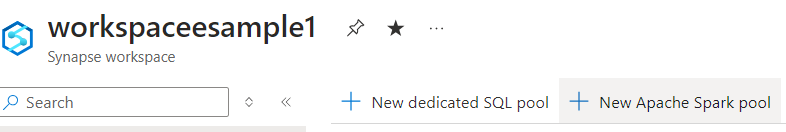 workspaceesample1
Synapse workspace
Search
New dedicated SQL pool
New Apache Spark pool